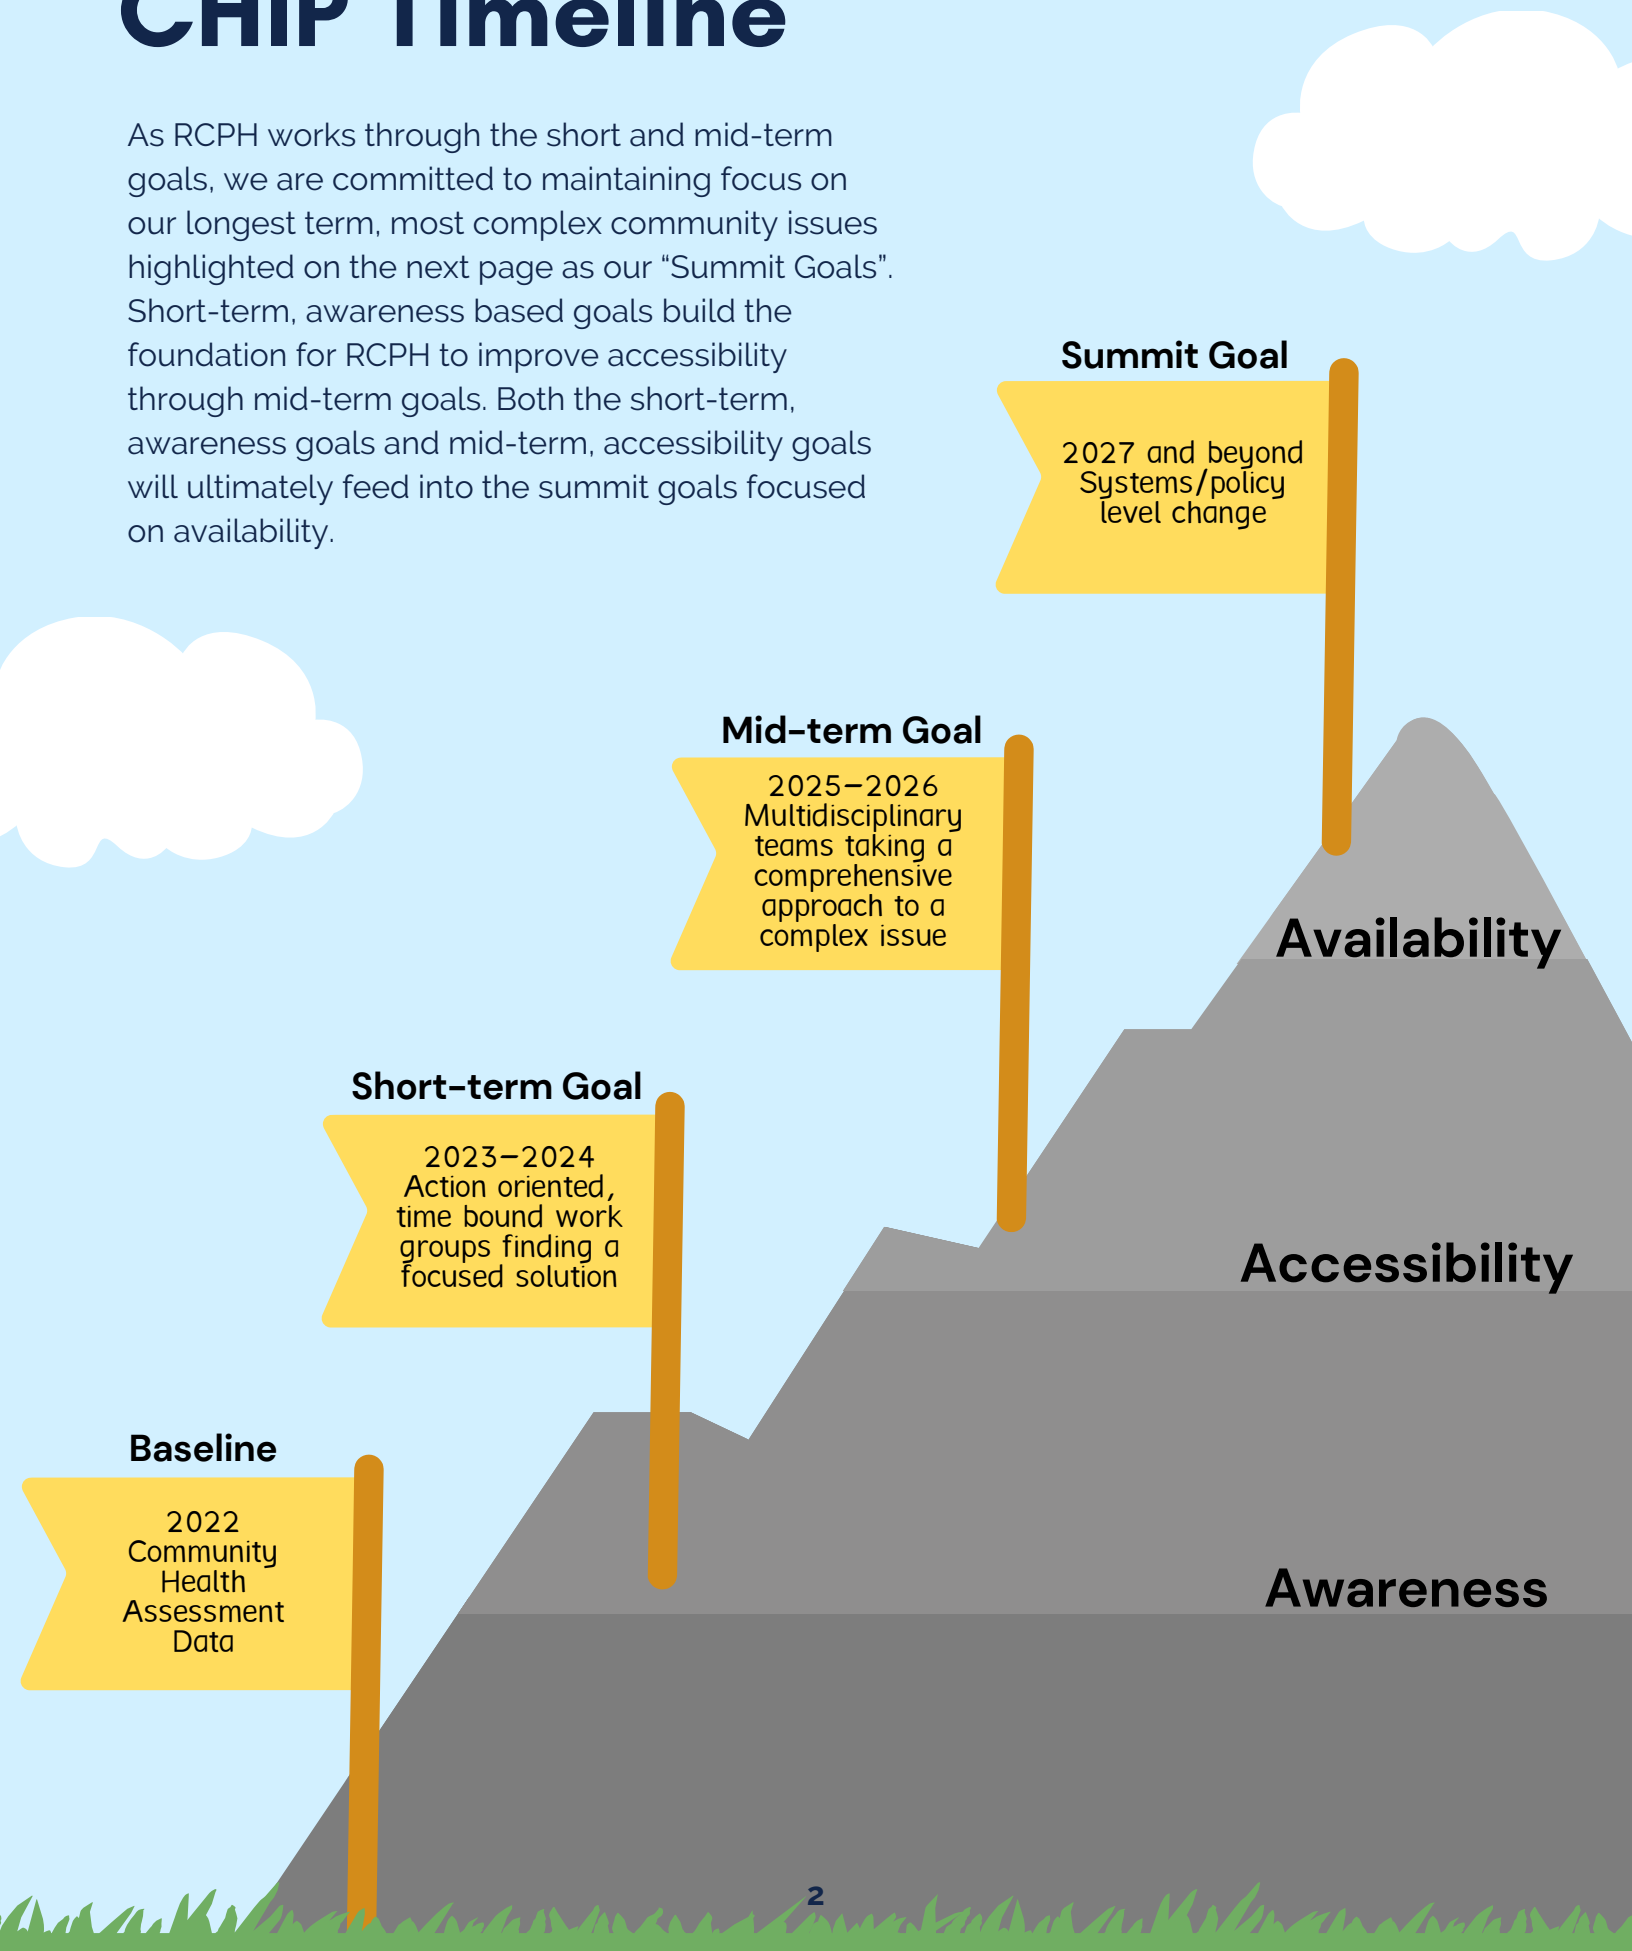 CHIP Timeline
As RCPH works through the short and mid-term
goals, we are committed to maintaining focus on
our longest term, most complex community issues
highlighted on the next page as our “Summit Goals”.
Short-term, awareness based goals build the
foundation for RCPH to improve accessibility
through mid-term goals. Both the short-term,
awareness goals and mid-term, accessibility goals
will ultimately feed into the summit goals focused
on availability.
Summit Goal
2027 and beyond
Systems/policy
level change
Mid-term Goal
2025–2026
Multidisciplinary
teams taking a
comprehensive
approach to a
complex issue
Availability
Short-term Goal
2023–2024
Action oriented,
time bound work
groups finding a
focused solution
Accessibility
Baseline
2022
Community
Health
Assessment
Data
Awareness
2